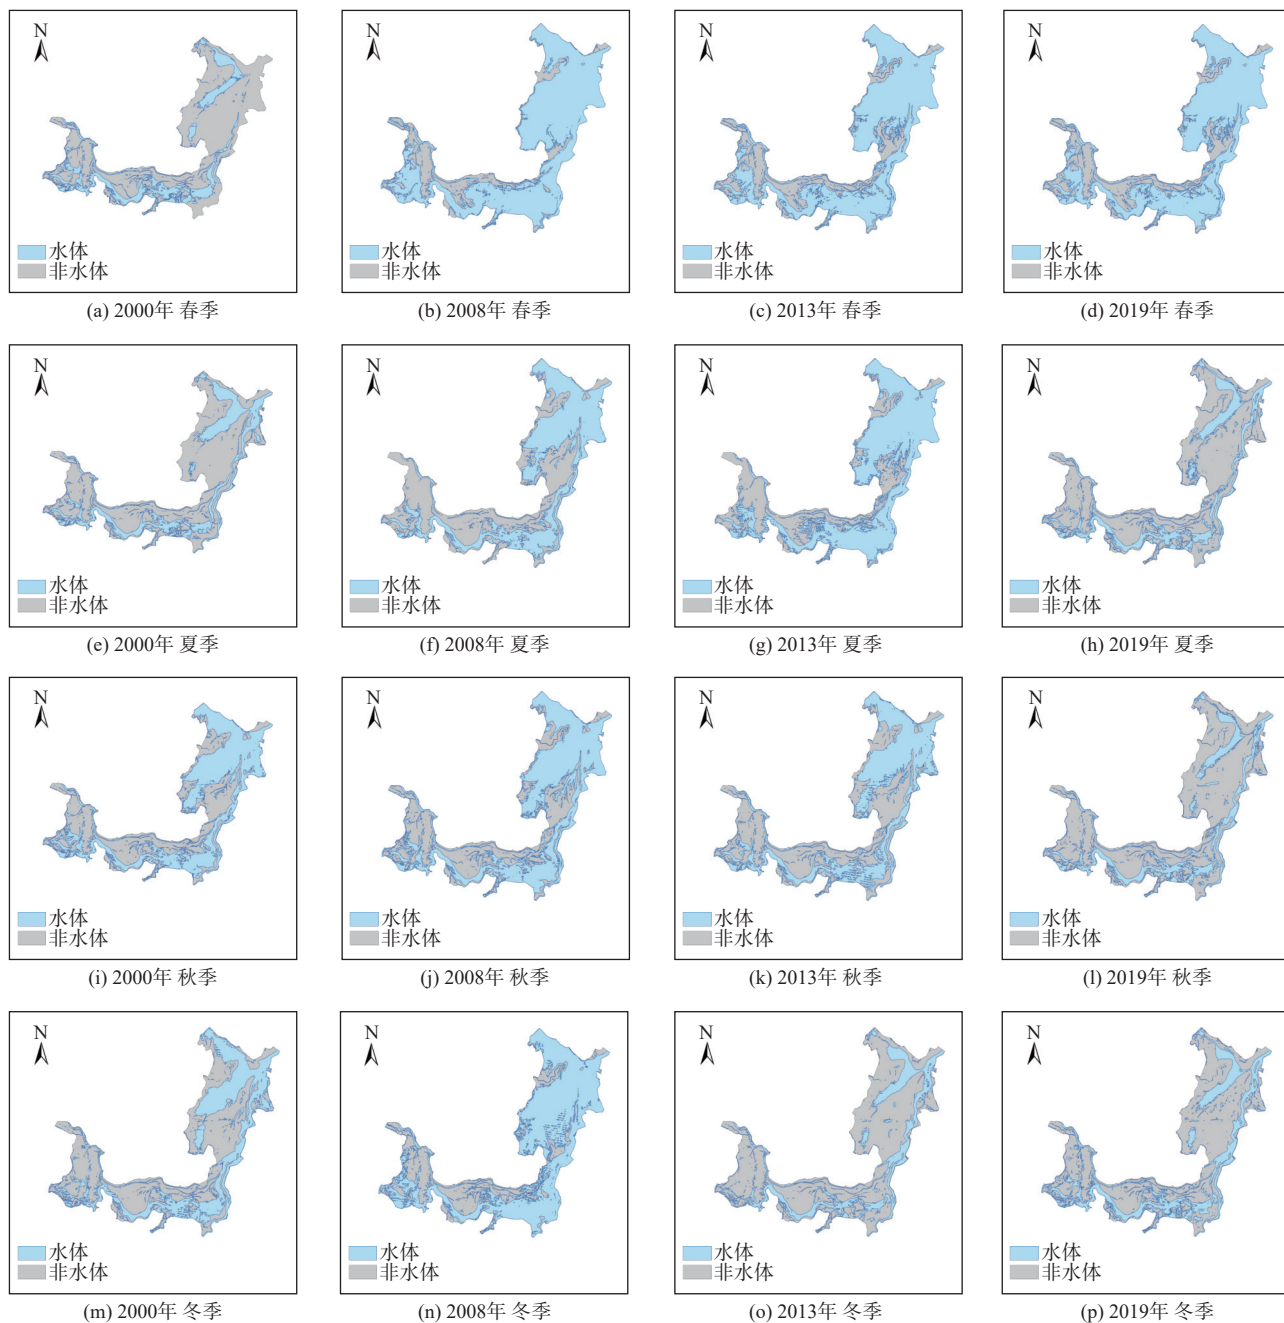 N
水体
非水体
(a) 2000年 春季
N
水体
非水体
(b) 2008年 春季
N
水体
非水体
(c) 2013年 春季
N
水体
非水体
(d) 2019年 春季
N
水体
非水体
(e) 2000年 夏季
N
水体
非水体
(f) 2008年 夏季
N
水体
非水体
(g) 2013年 夏季
N
水体
非水体
(h) 2019年 夏季
N
水体
非水体
(i) 2000年 秋季
N
水体
非水体
(j) 2008年 秋季
N
水体
非水体
(k) 2013年 秋季
N
水体
非水体
(l) 2019年 秋季
N
水体
非水体
(m) 2000年 冬季
N
水体
非水体
(n) 2008年 冬季
N
水体
非水体
(o) 2013年 冬季
N
水体
非水体
(p) 2019年 冬季